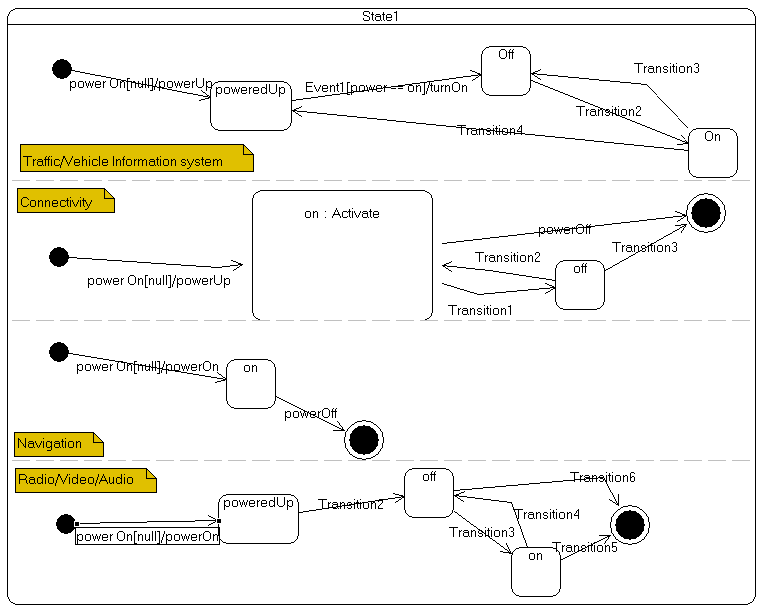 State1
Off
Transition3
power On[null]/powerUp
poweredUp
Event1[power == on]/turnOn
Transition2
Transition4
On
Traffic/Vehicle Information system
Connectivity
on : Activate
powerOff
Transition2
Transition3
off
power On[null]/powerUp
Transition1
power On[null]/powerOn
on
powerOff
Navigation
Radio/Video/Audio
off
Transition6
poweredUp
Transition2
Transition4
power On[null]/powerOn
Transition3
on
Transition5